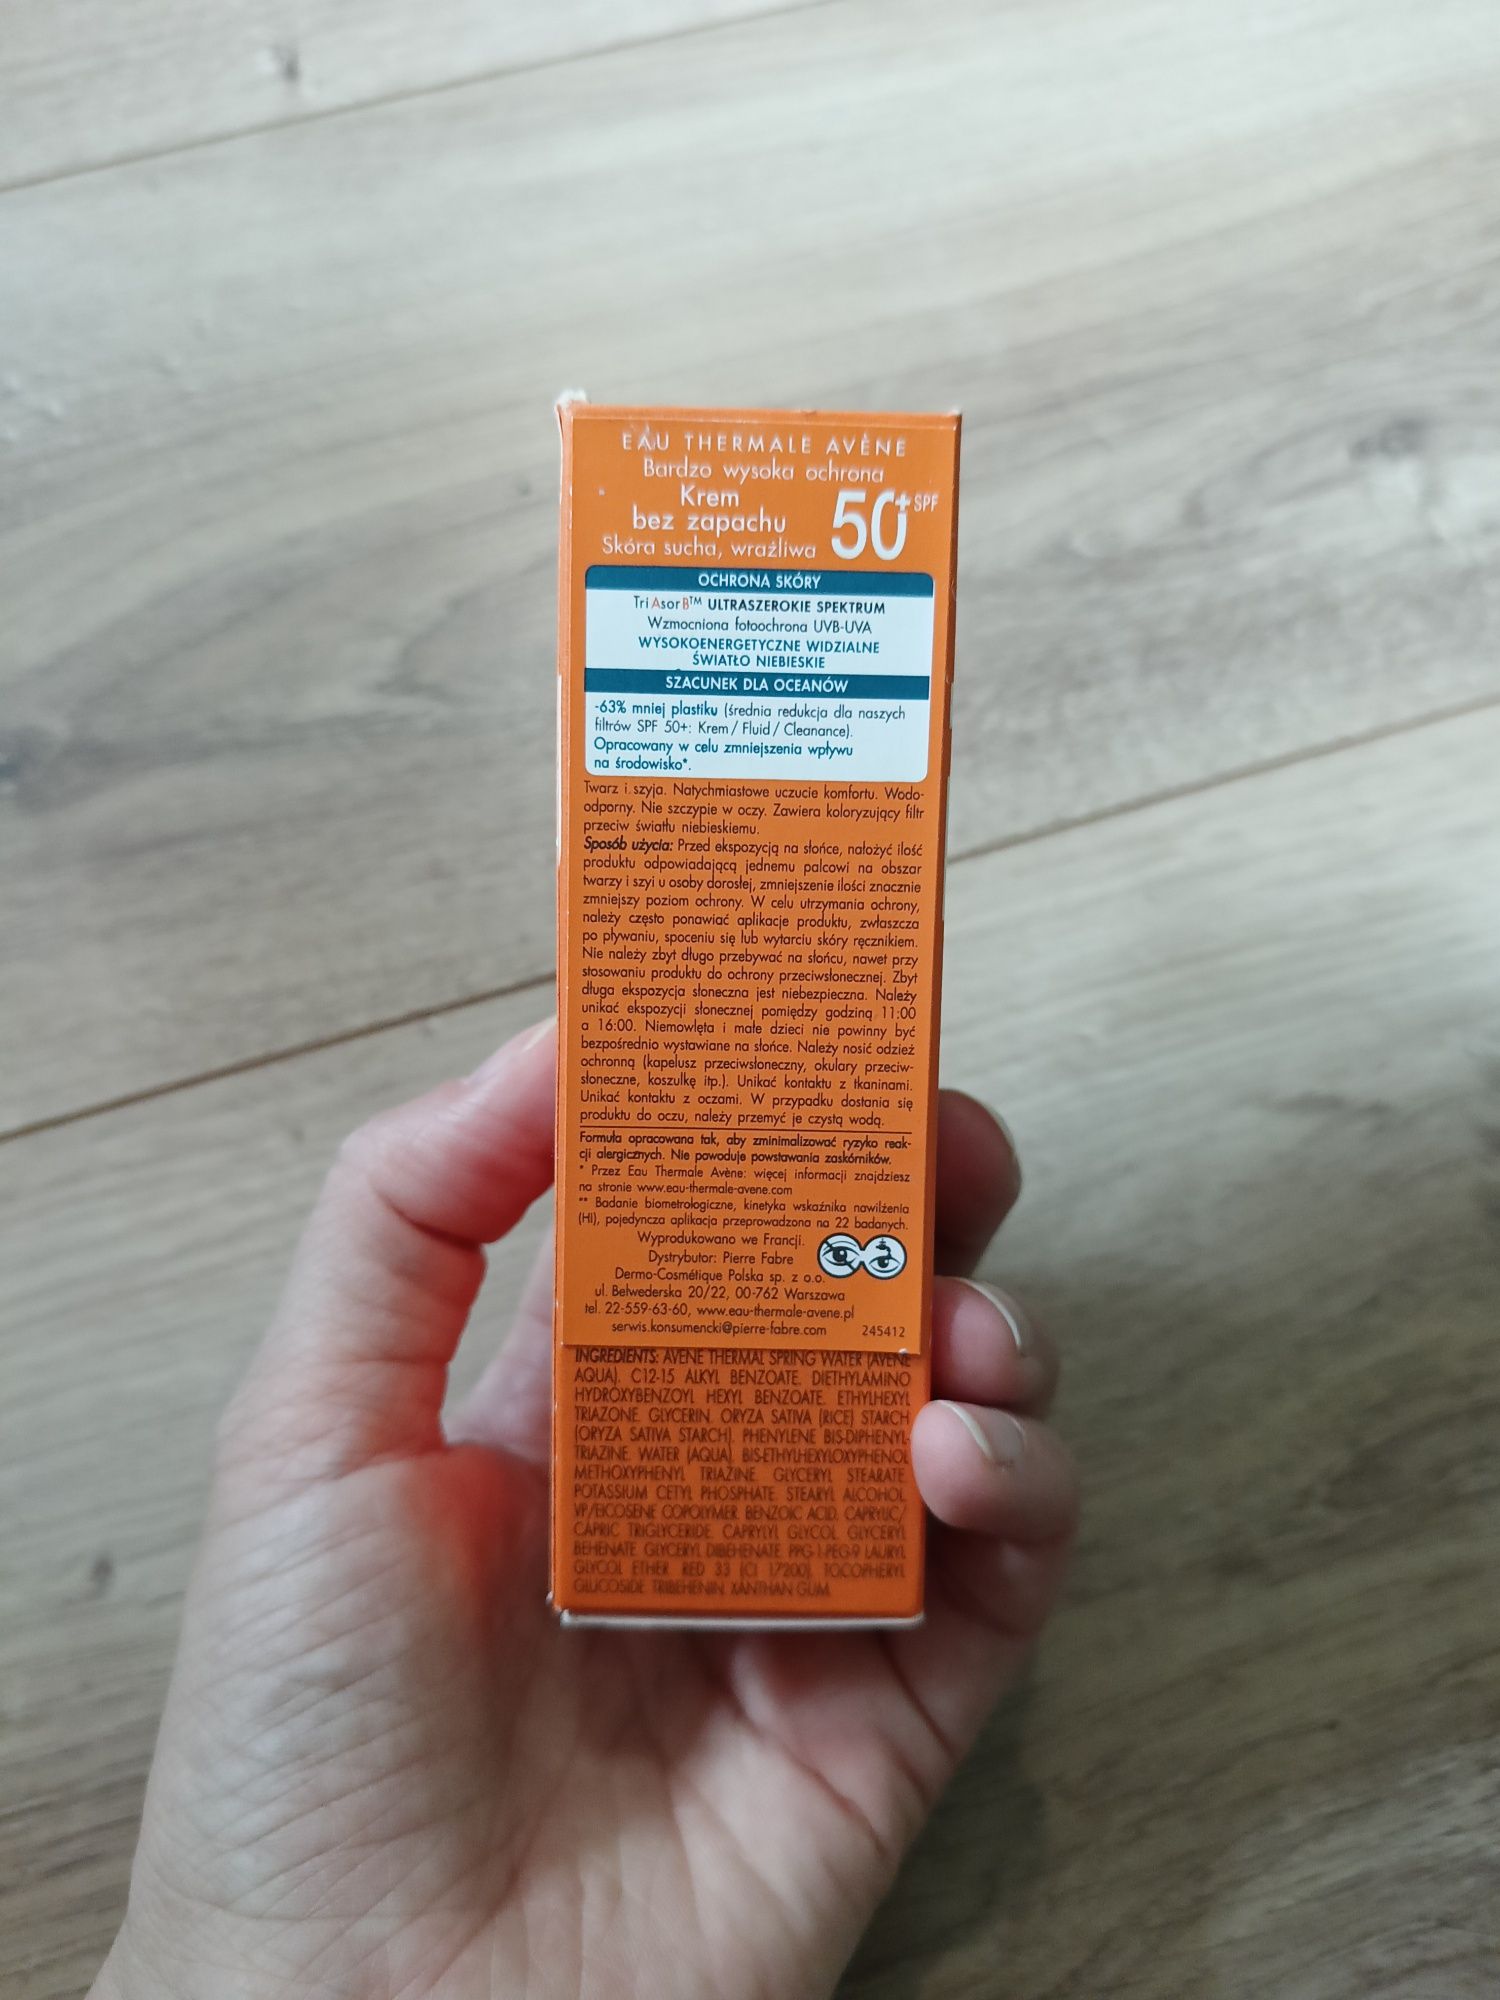 EAU THERMALE AVÈNE
Bardzo wysoka ochrona
Krem
bez zapachu
50+ SPF
Skóra sucha, wrażliwa
OCHRONA SKÓRY
TriAsorB™ ULTRASZEROKIE SPEKTRUM
Wzmocniona fotoochrona UVB-UVA
WYSOKOENERGETYCZNE WIDZIALNE
ŚWIATŁO NIEBIESKIE
SZACUNEK DLA OCEANÓW
-63% mniej plastiku (średnia redukcja dla naszych
filtrów SPF 50+: Krem / Fluid / Cleanance).
Opracowany w celu zmniejszenia wpływu
na środowisko*.
Twarz i szyja. Natychmiastowe uczucie komfortu. Wodo-
odporny. Nie szczypie w oczy. Zawiera koloryzujący filtr
przeciw światłu niebieskiemu.
Sposób użycia: Przed ekspozycją na słońce, nałożyć ilość
produktu odpowiadającą jednemu palcowi na obszar
twarzy i szyi u osoby dorosłej, zmniejszenie ilości znacznie
zmniejszy poziom ochrony. W celu utrzymania ochrony,
należy często ponawiać aplikacje produktu, zwłaszcza
po pływaniu, spoceniu się lub wytarciu skóry ręcznikiem.
Nie należy zbyt długo przebywać na słońcu, nawet przy
stosowaniu produktu do ochrony przeciwsłonecznej. Zbyt
długa ekspozycja słoneczna jest niebezpieczna. Należy
unikać ekspozycji słonecznej pomiędzy godziną 11:00
a 16:00. Niemowlęta i małe dzieci nie powinny być
bezpośrednio wystawiane na słońce. Należy nosić odzież
ochronną (kapelusz przeciwsłoneczny, okulary przeciw-
słoneczne, koszulkę itp.). Unikać kontaktu z tkaninami.
Unikać kontaktu z oczami. W przypadku dostania się
produktu do oczu, należy przemyć je czystą wodą.
Formuła opracowana tak, aby zminimalizować ryzyko reak-
cji alergicznych. Nie powoduje powstawania zaskórników.
* Przez Eau Thermale Avène: więcej informacji znajdziesz
na stronie www.eau-thermale-avene.com
** Badanie biometrologiczne, kinetyka wskaźnika nawilżenia
(HI), pojedyncza aplikacja przeprowadzona na 22 badanych.
Wyprodukowano we Francji.
Dystrybutor: Pierre Fabre
Dermo-Cosmétique Polska sp. z o.o.
ul. Belwederska 20/22, 00-762 Warszawa
tel. 22-559-63-60, www.eau-thermale-avene.pl
serwis.konsumencki@pierre-fabre.com 245412
INGREDIENTS: AVENE THERMAL SPRING WATER (AVENE
AQUA). C12-15 ALKYL BENZOATE. DIETHYLAMINO
HYDROXYBENZOYL HEXYL BENZOATE. ETHYLHEXYL
TRIAZONE. GLYCERIN. ORYZA SATIVA (RICE) STARCH
(ORYZA SATIVA STARCH). PHENYLENE BIS-DIPHENYL-
TRIAZINE. WATER (AQUA). BIS-ETHYLHEXYLOXYPHENOL
METHOXYPHENYL TRIAZINE. GLYCERYL STEARATE.
POTASSIUM CETYL PHOSPHATE. STEARYL ALCOHOL.
VP/EICOSENE COPOLYMER. BENZOIC ACID. CAPRYLIC/
CAPRIC TRIGLYCERIDE. CAPRYLYL GLYCOL. GLYCERYL
BEHENATE. GLYCERYL DIBEHENATE. PPG-1-PEG-9 LAURYL
GLYCOL ETHER. RED 33 (CI 17200). TOCOPHERYL
GLUCOSIDE. TRIBEHENIN. XANTHAN GUM.